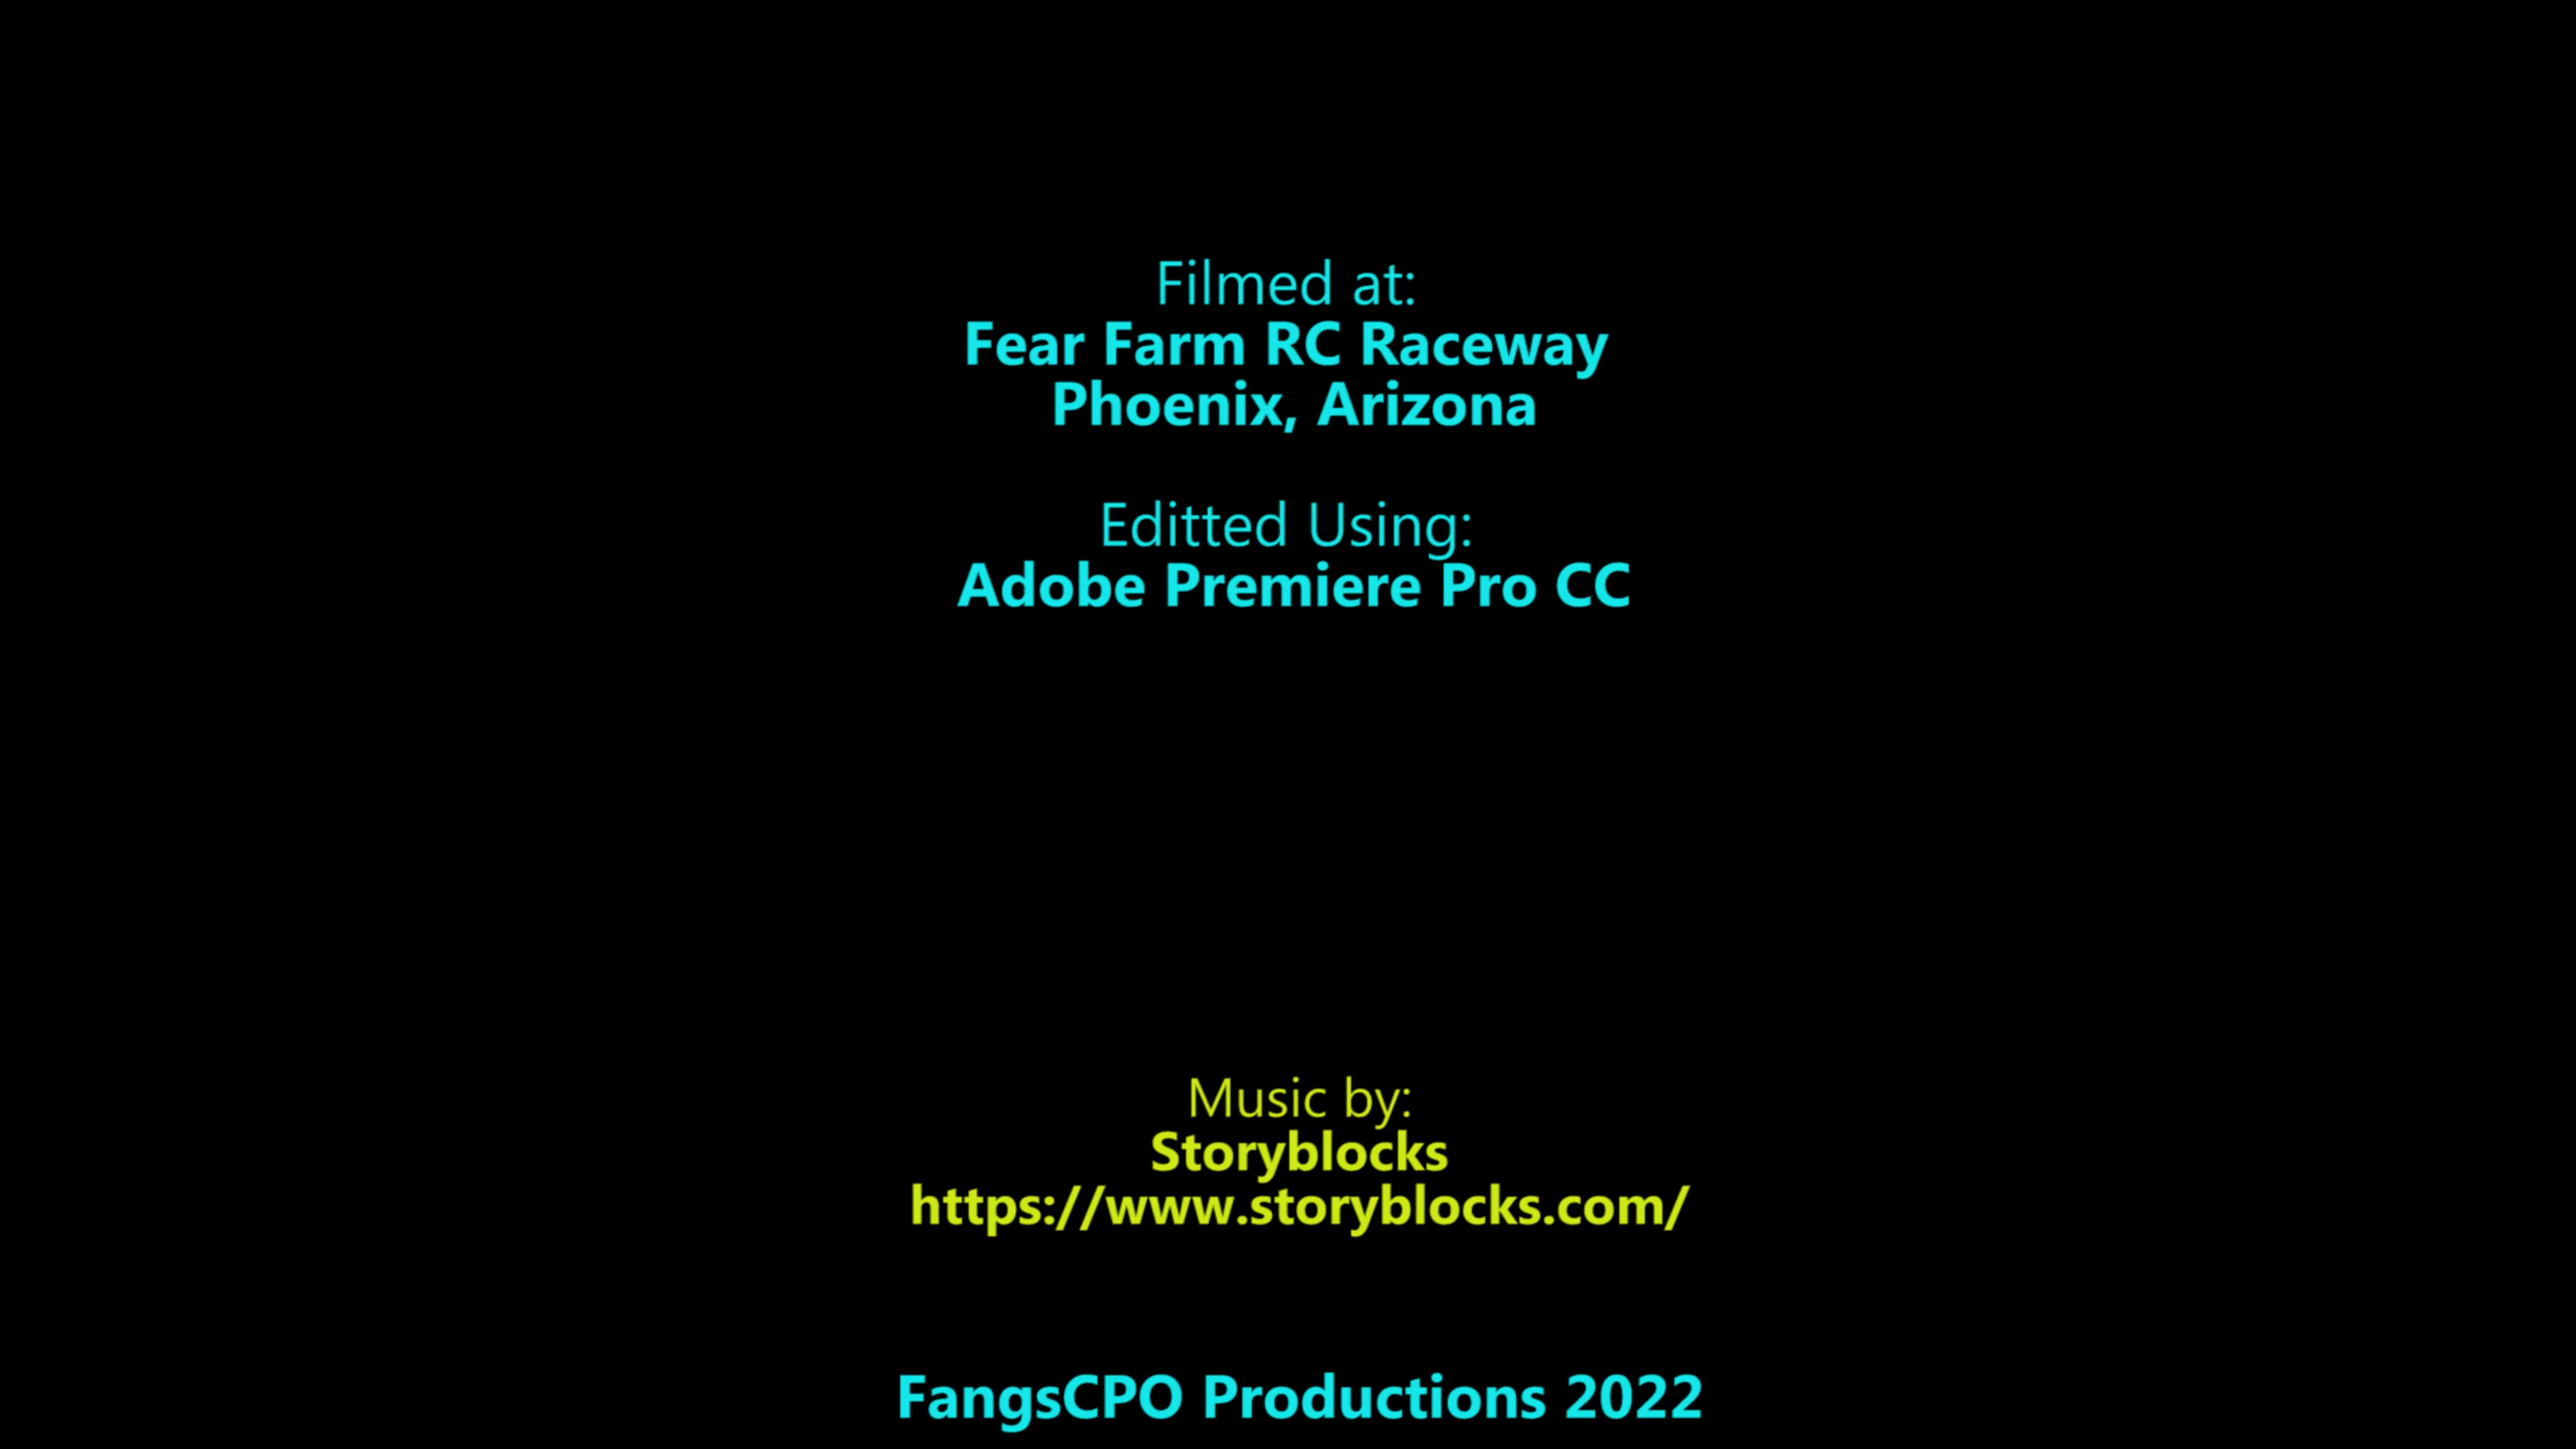 Filmed at:
Fear Farm RC Raceway
Phoenix, Arizona
Editted Using:
Adobe Premiere Pro CC
Music by:
Storyblocks
https://www.storyblocks.com/
FangsCPO Productions 2022